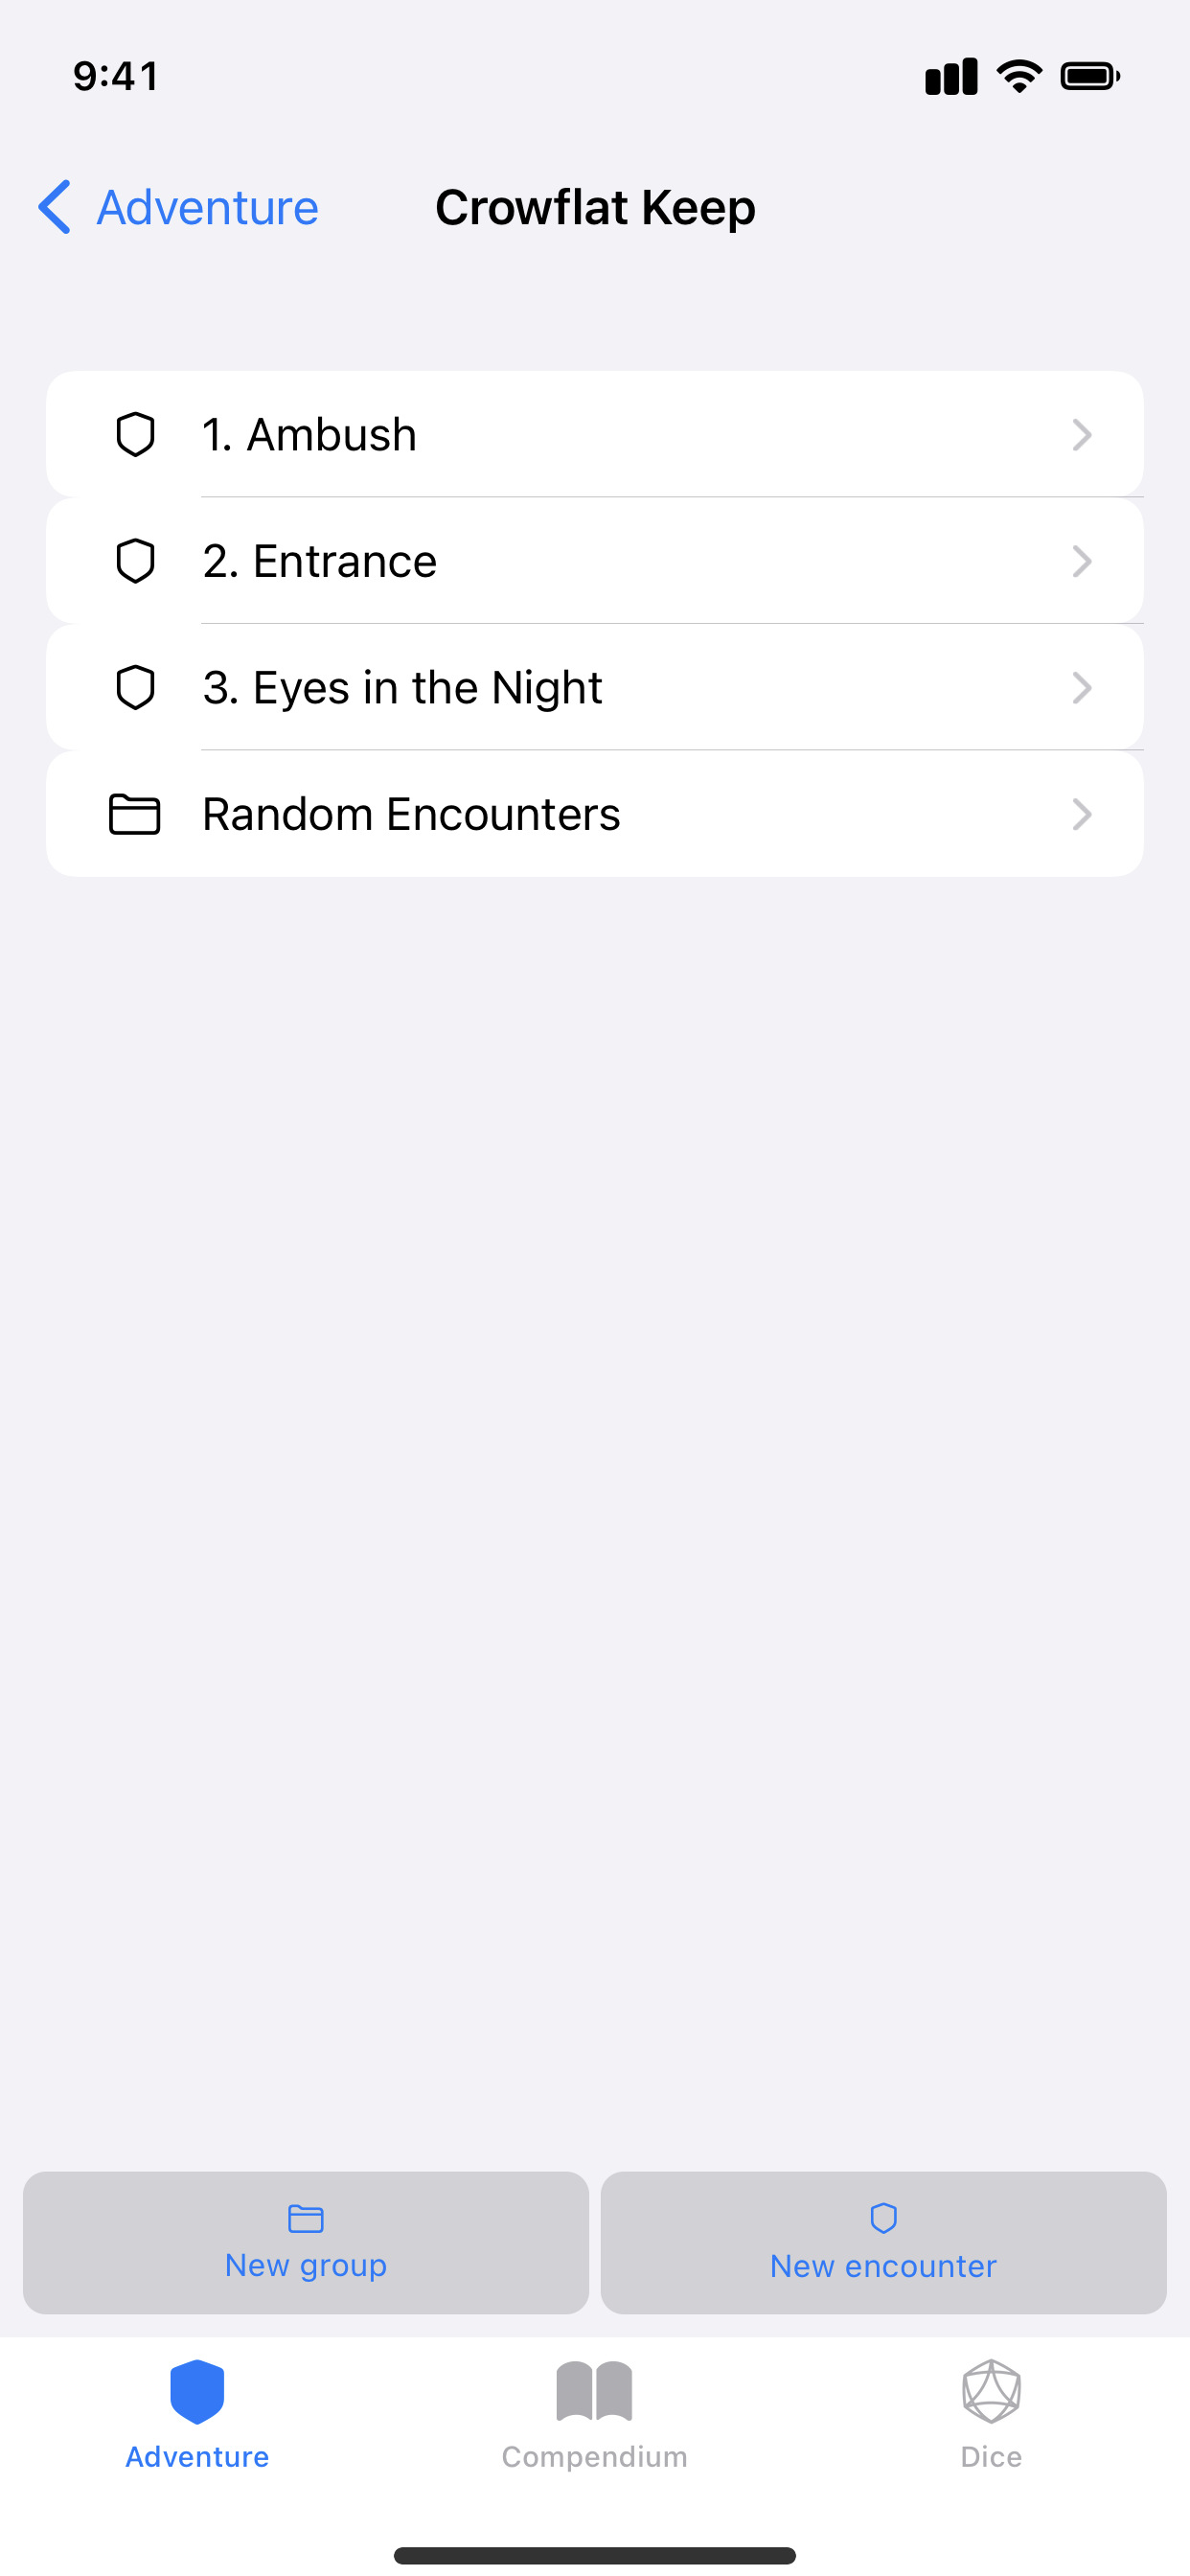 9:41
Adventure
Crowflat Keep
1. Ambush
2. Entrance
3. Eyes in the Night
Random Encounters
New group
New encounter
Adventure
Compendium
Dice